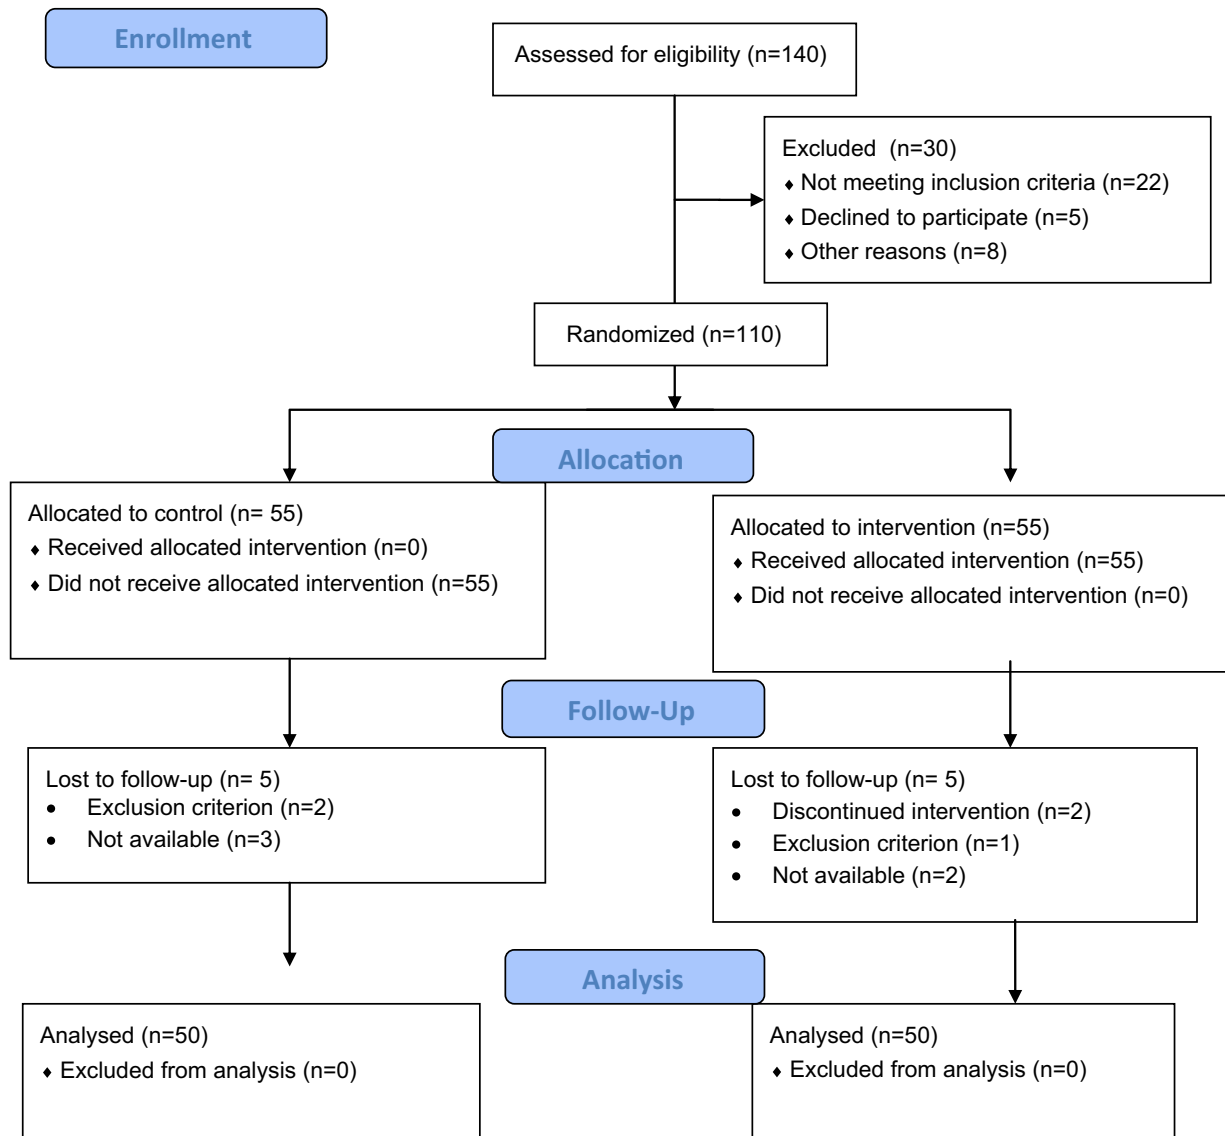 Enrollment
Assessed for eligibility (n=140)
Excluded (n=30)
♦ Not meeting inclusion criteria (n=22)
♦ Declined to participate (n=5)
♦ Other reasons (n=8)
Randomized (n=110)
Allocation
Allocated to control (n= 55)
♦ Received allocated intervention (n=0)
♦ Did not receive allocated intervention (n=55)
Allocated to intervention (n=55)
♦ Received allocated intervention (n=55)
♦ Did not receive allocated intervention (n=0)
Follow-Up
Lost to follow-up (n= 5)
• Exclusion criterion (n=2)
• Not available (n=3)
Lost to follow-up (n= 5)
• Discontinued intervention (n=2)
• Exclusion criterion (n=1)
• Not available (n=2)
Analysis
Analysed (n=50)
♦ Excluded from analysis (n=0)
Analysed (n=50)
♦ Excluded from analysis (n=0)